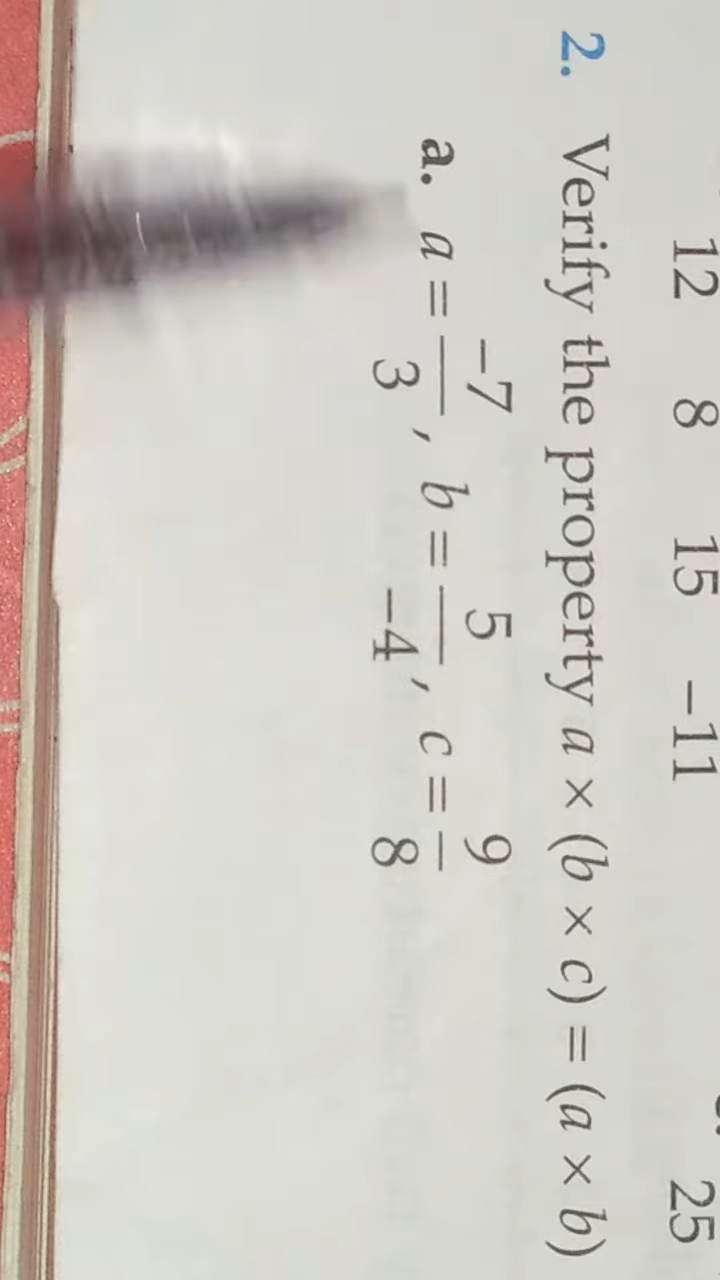 12 8 15 -11 25
2. Verify the property a × (b × c) = (a × b)
a. a = -7/3, b = 5/-4, c = 9/8